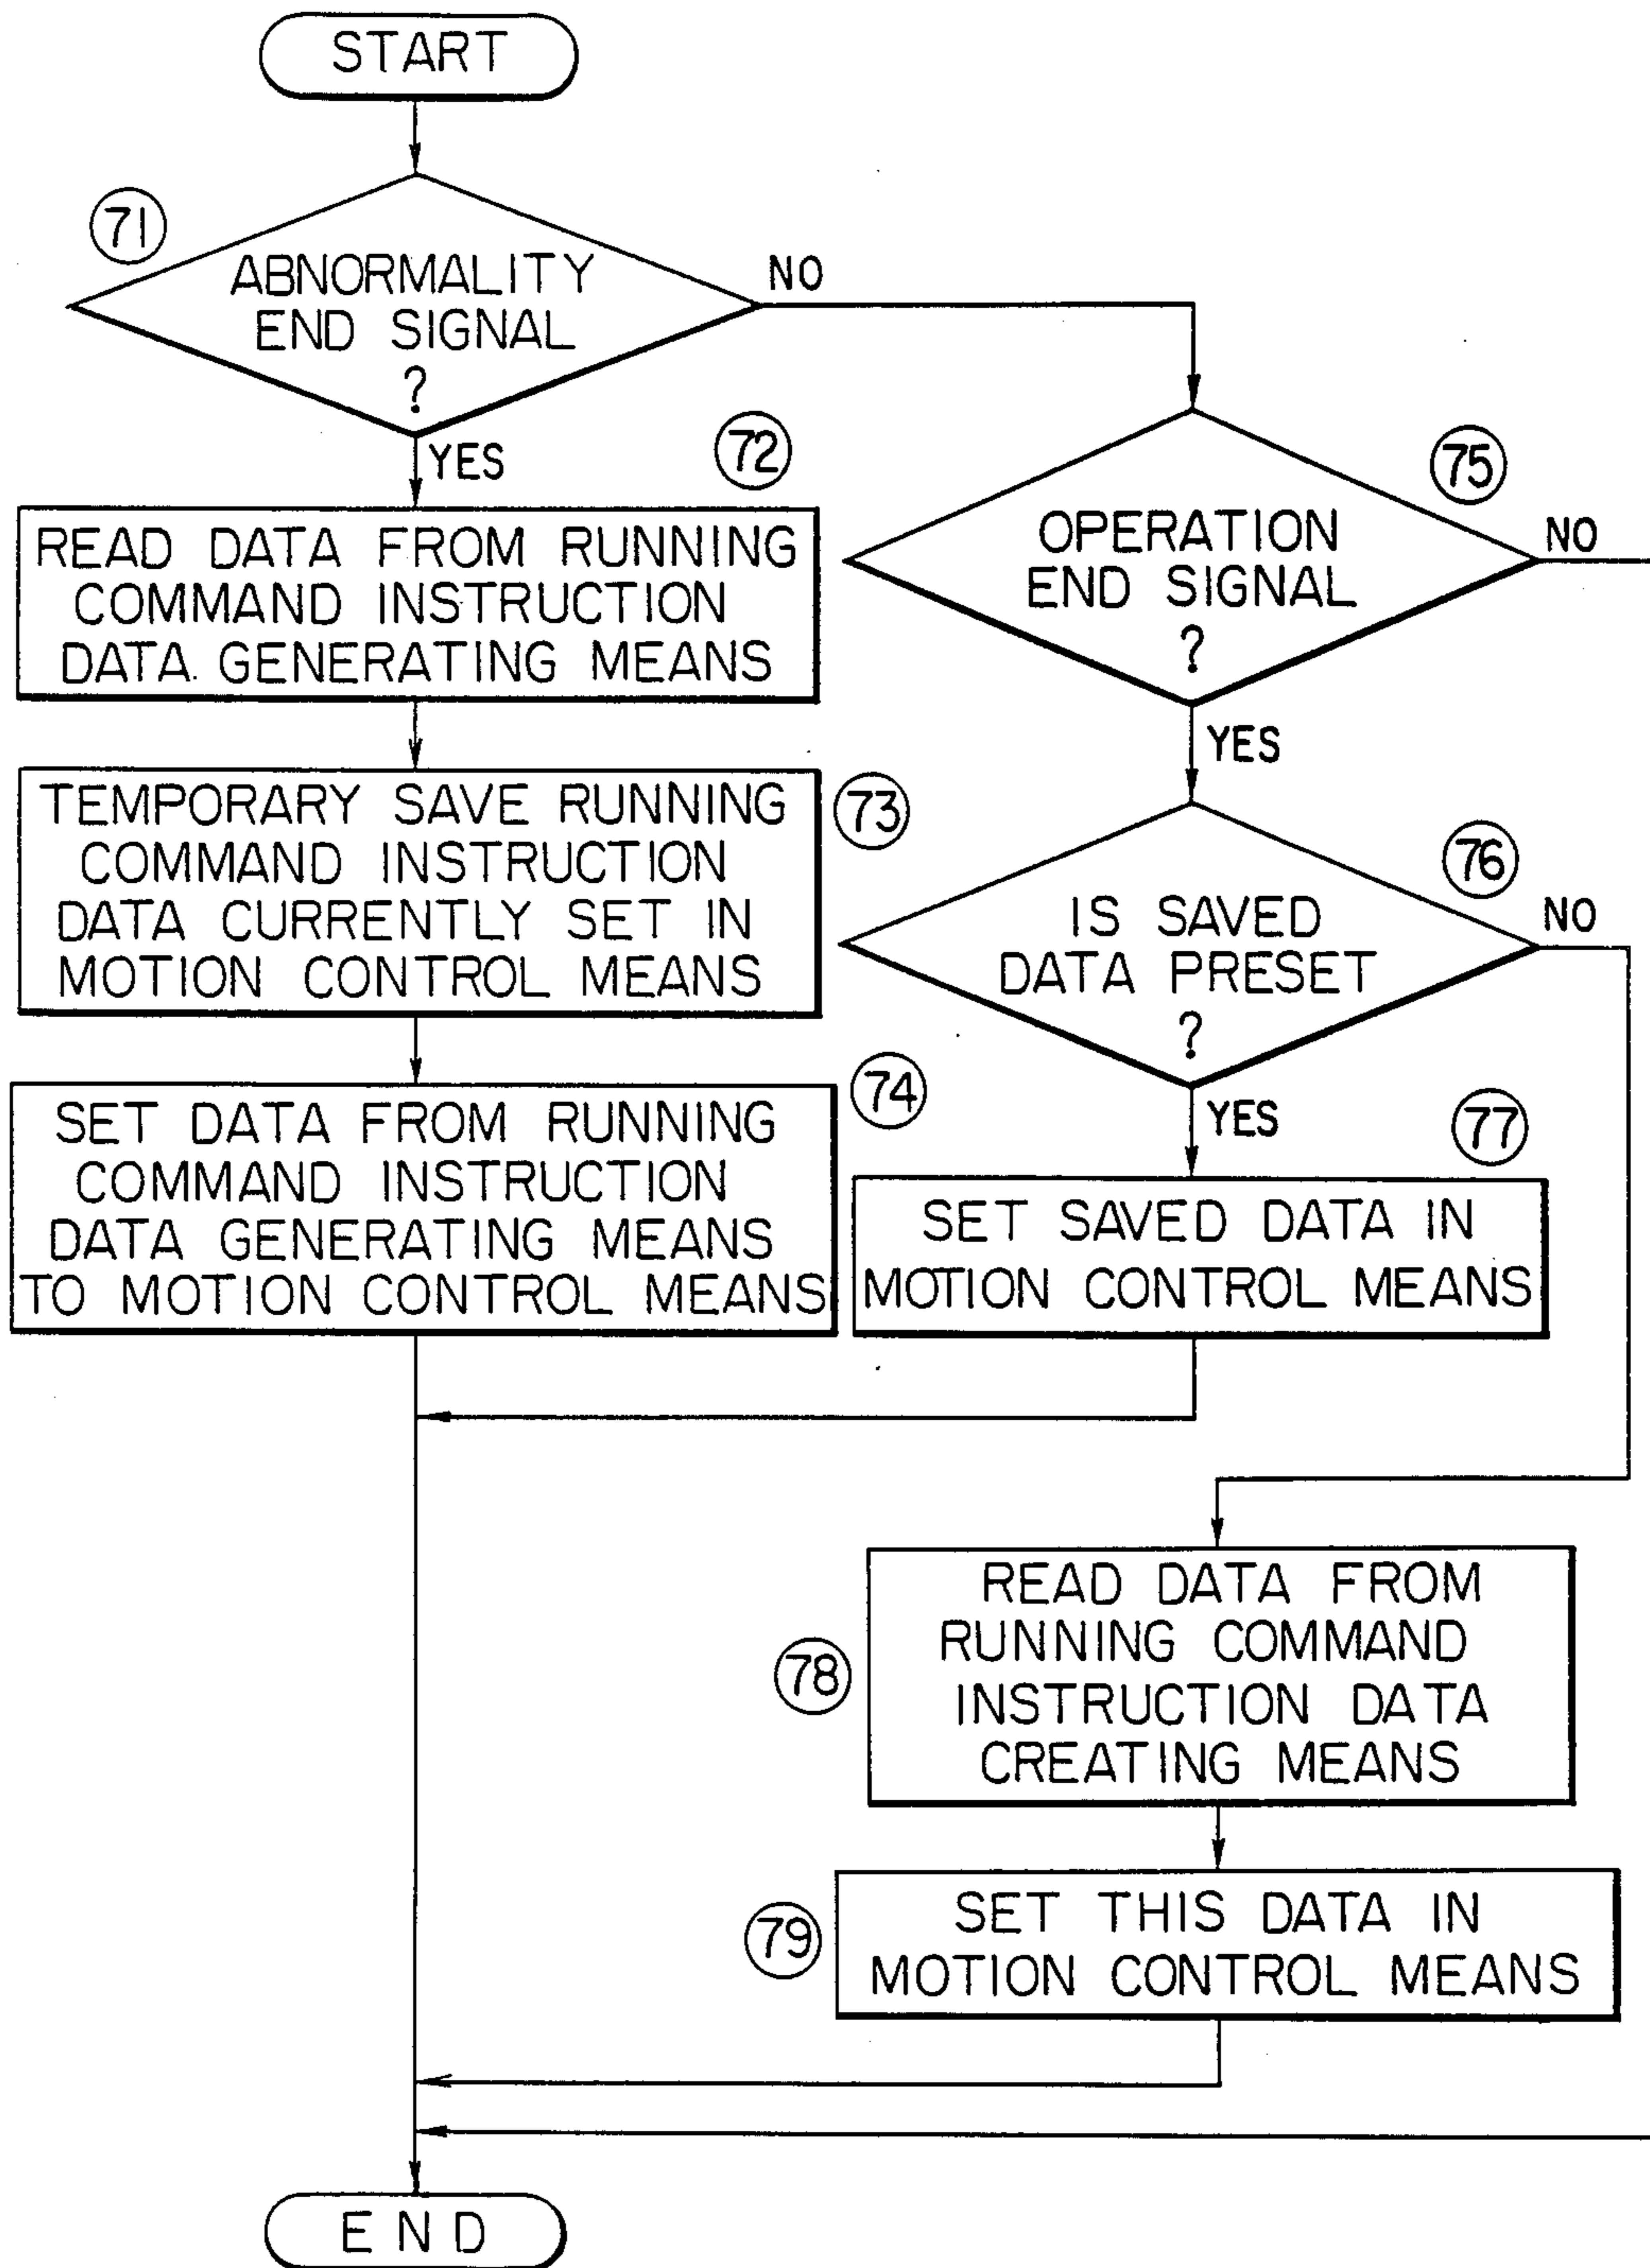 START
71
ABNORMALITY
END SIGNAL
?
NO
YES
72
READ DATA FROM RUNNING
COMMAND INSTRUCTION
DATA GENERATING MEANS
73
TEMPORARY SAVE RUNNING
COMMAND INSTRUCTION
DATA CURRENTLY SET IN
MOTION CONTROL MEANS
74
SET DATA FROM RUNNING
COMMAND INSTRUCTION
DATA GENERATING MEANS
TO MOTION CONTROL MEANS
75
OPERATION
END SIGNAL
?
NO
YES
76
IS SAVED
DATA PRESET
?
NO
YES
77
SET SAVED DATA IN
MOTION CONTROL MEANS
78
READ DATA FROM
RUNNING COMMAND
INSTRUCTION DATA
CREATING MEANS
79
SET THIS DATA IN
MOTION CONTROL MEANS
END